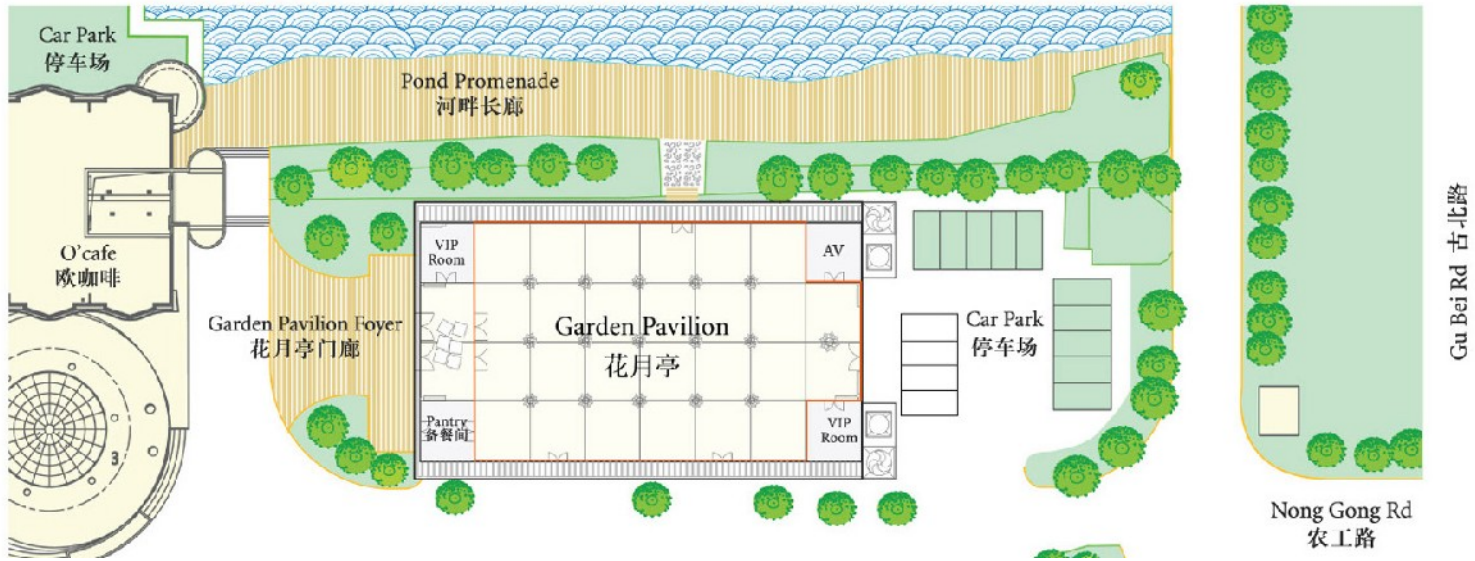 Car Park
停车场
Pond Promenade
河畔长廊
O'cafe
欧咖啡
VIP
Room
AV
Garden Pavilion Foyer
花月亭门廊
Garden Pavilion
花月亭
Car Park
停车场
Pantry
备餐间
VIP
Room
Gu Bei Rd 古北路
Nong Gong Rd
农工路